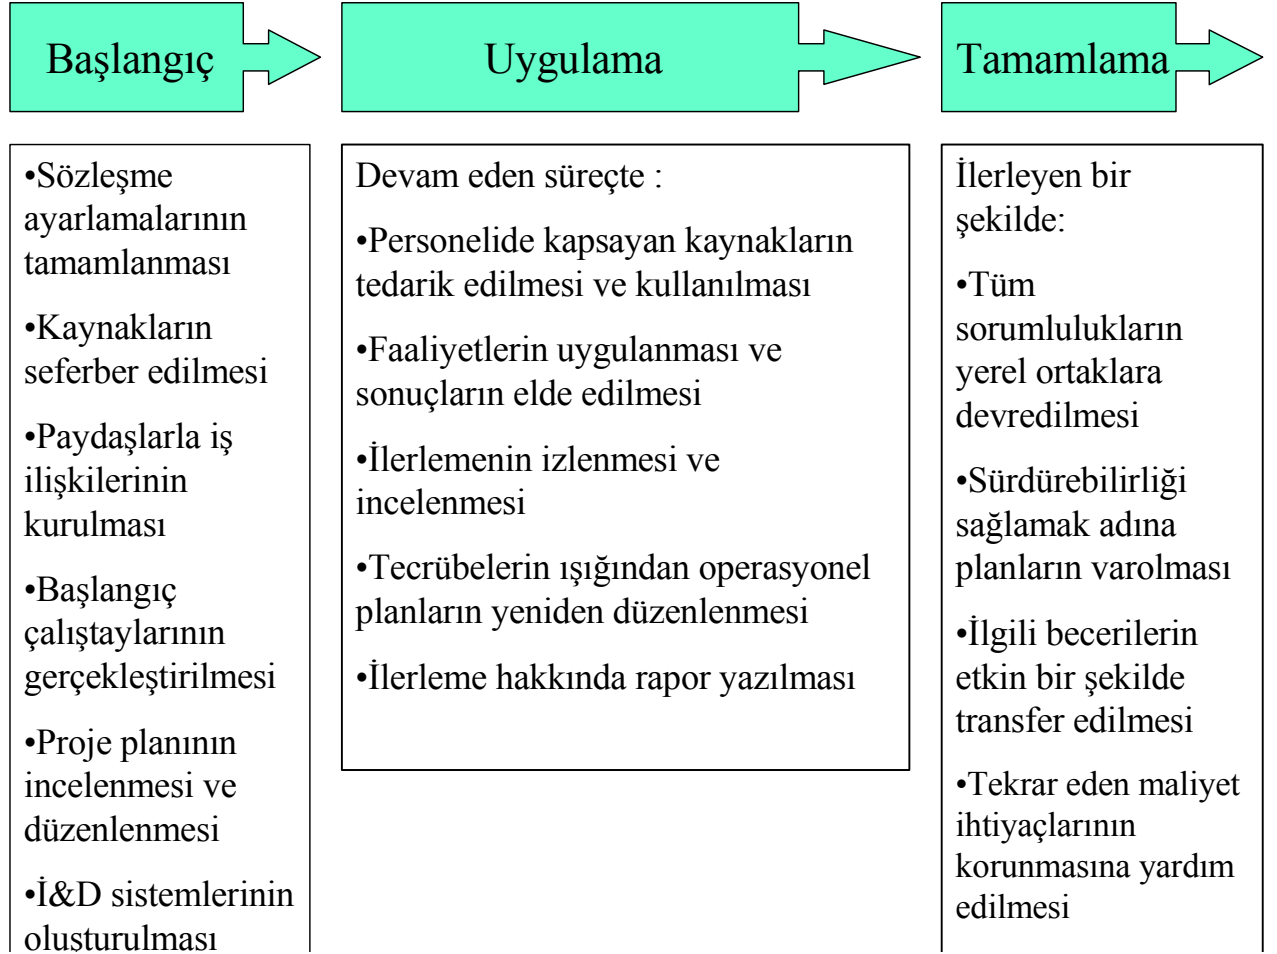 Başlangıç
Uygulama
Tamamlama
•Sözleşme
ayarlamalarının
tamamlanması
•Kaynakların
seferber edilmesi
•Paydaşlarla iş
ilişkilerinin
kurulması
•Başlangıç
çalıştaylarının
gerçekleştirilmesi
•Proje planının
incelenmesi ve
düzenlenmesi
•İ&D sistemlerinin
oluşturulması
Devam eden süreçte :
•Personelide kapsayan kaynakların
tedarik edilmesi ve kullanılması
•Faaliyetlerin uygulanması ve
sonuçların elde edilmesi
•İlerlemenin izlenmesi ve
incelenmesi
•Tecrübelerin ışığından operasyonel
planların yeniden düzenlenmesi
•İlerleme hakkında rapor yazılması
İlerleyen bir
şekilde:
•Tüm
sorumlulukların
yerel ortaklara
devredilmesi
•Sürdürebilirliği
sağlamak adına
planların varolması
•İlgili becerilerin
etkin bir şekilde
transfer edilmesi
•Tekrar eden maliyet
ihtiyaçlarının
korunmasına yardım
edilmesi